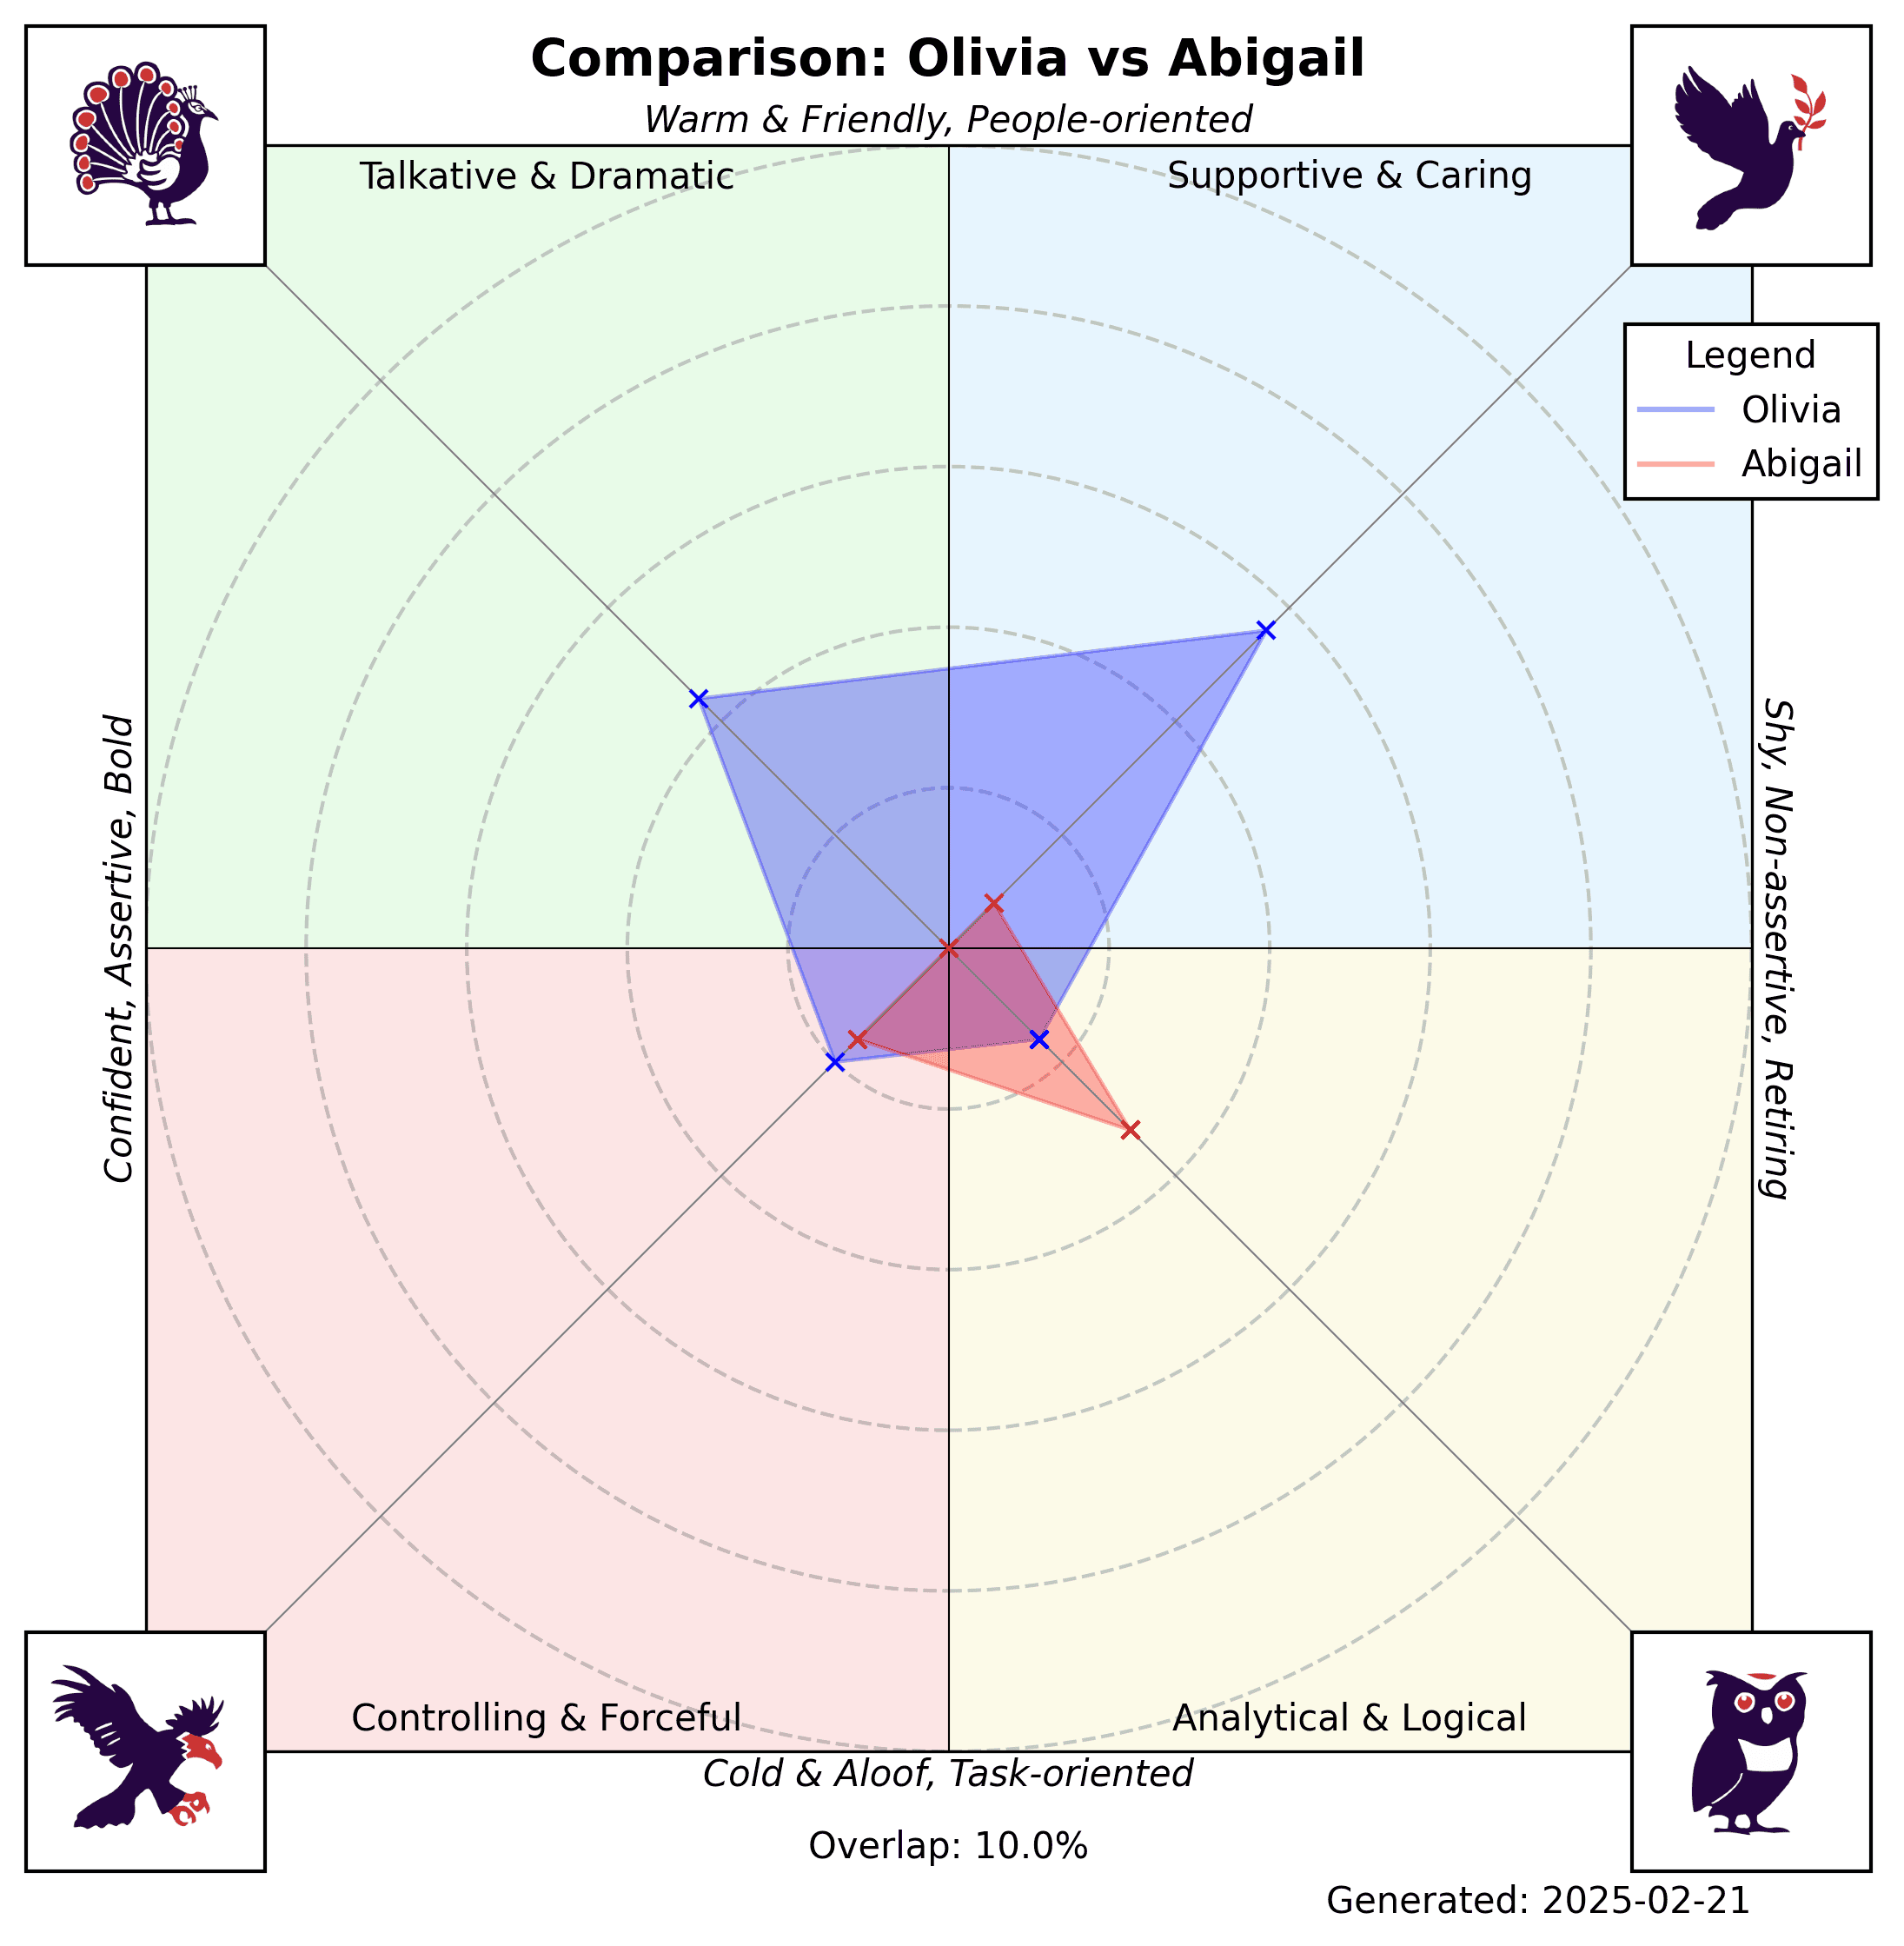 Comparison: Olivia vs Abigail
Warm & Friendly, People-oriented
Talkative & Dramatic
Supportive & Caring
Legend
Olivia
Abigail
Confident, Assertive, Bold
Shy, Non-assertive, Retiring
Controlling & Forceful
Analytical & Logical
Cold & Aloof, Task-oriented
Overlap: 10.0%
Generated: 2025-02-21